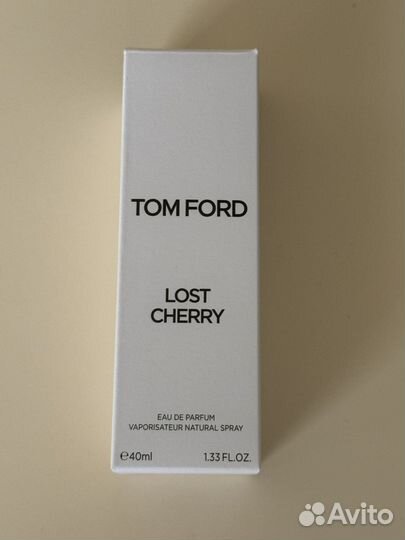 TOM FORD
LOST
CHERRY
EAU DE PARFUM
VAPORISATEUR NATURAL SPRAY
℮40ml 1.33 FL.OZ.
Avito